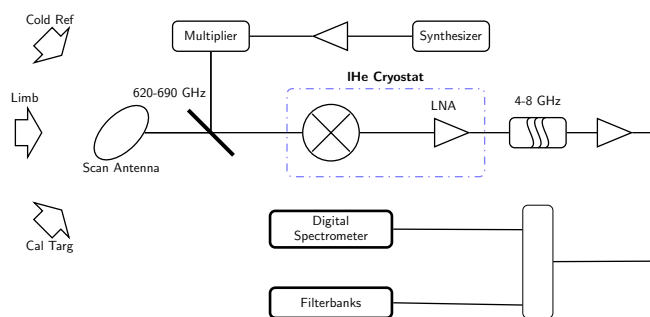 Cold Ref
Multiplier
Synthesizer
lHe Cryostat
620-690 GHz
Limb
LNA
4-8 GHz
Scan Antenna
Digital
Spectrometer
Cal Targ
Filterbanks